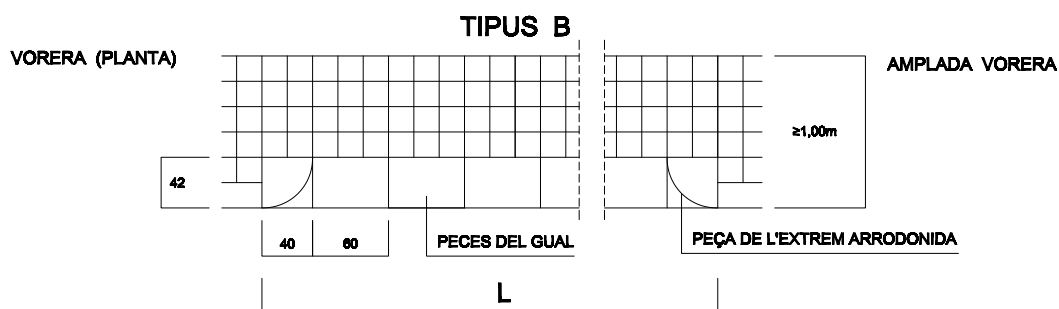 TIPUS B
VORERA (PLANTA)
AMPLADA VORERA
≥1,00m
42
40
60
PECES DEL GUAL
PEÇA DE L'EXTREM ARRODONIDA
L